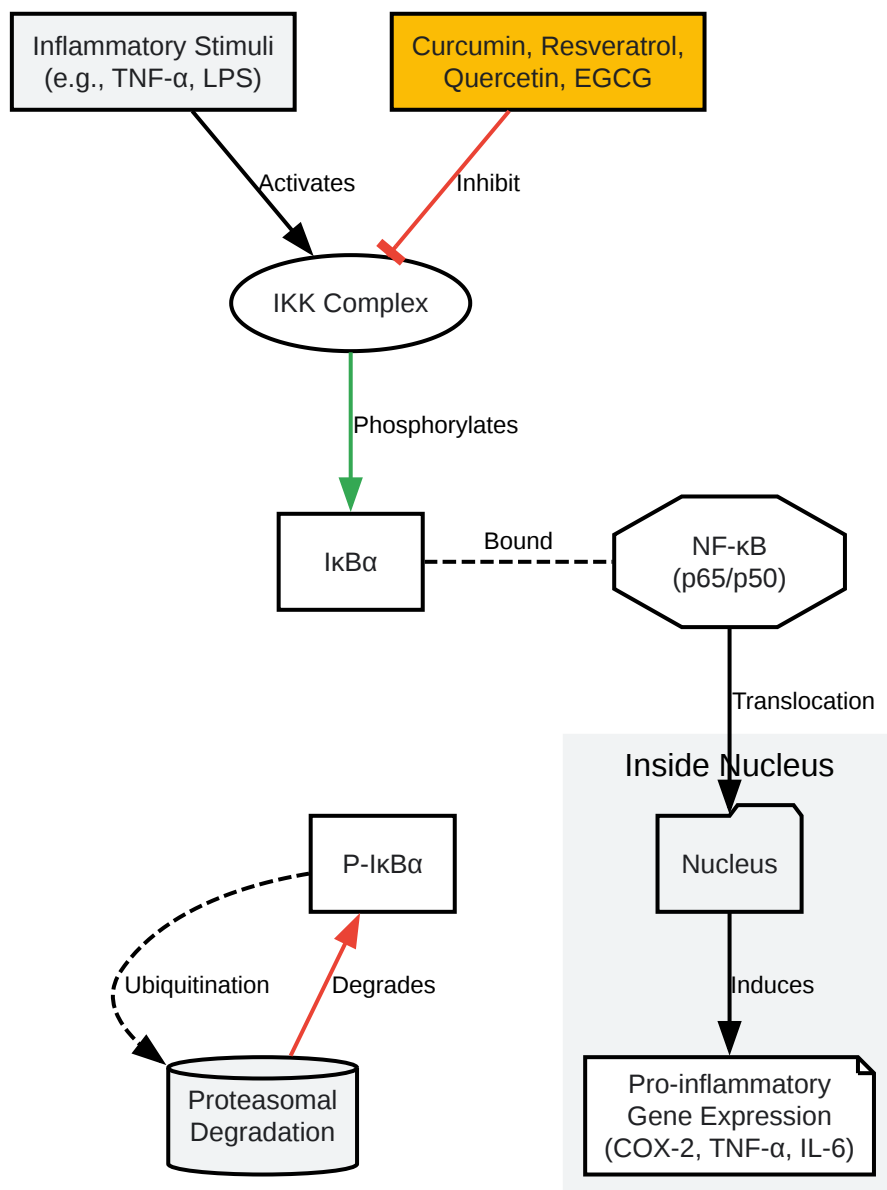 Inflammatory Stimuli
(e.g., TNF-α, LPS)
Curcumin, Resveratrol,
Quercetin, EGCG
Activates
Inhibit
IKK Complex
Phosphorylates
IκBα
Bound
NF-κB
(p65/p50)
Translocation
Inside Nucleus
P-IκBα
Nucleus
Ubiquitination
Degrades
Induces
Proteasomal
Degradation
Pro-inflammatory
Gene Expression
(COX-2, TNF-α, IL-6)